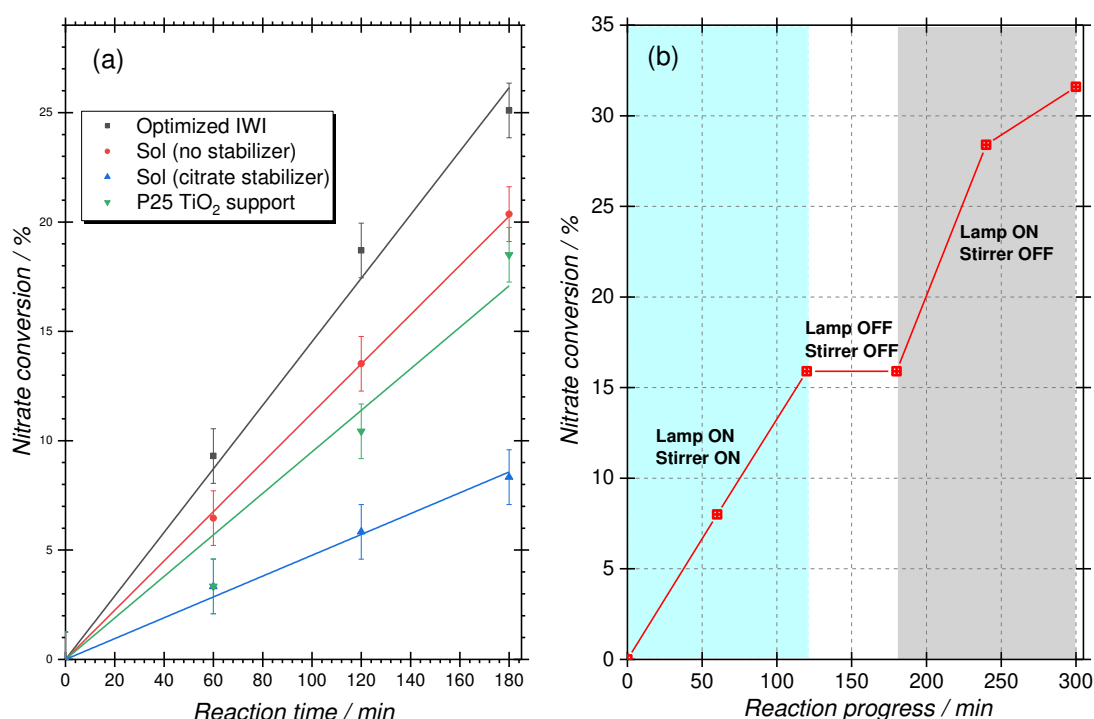 (a)
Optimized IWI
Sol (no stabilizer)
Sol (citrate stabilizer)
P25 TiO₂ support
Nitrate conversion / %
25
20
15
10
5
0
0 20 40 60 80 100 120 140 160 180
Reaction time / min
(b)
Nitrate conversion / %
35
30
25
20
15
10
5
0
Lamp ON
Stirrer ON
Lamp OFF
Stirrer OFF
Lamp ON
Stirrer OFF
0 50 100 150 200 250 300
Reaction progress / min